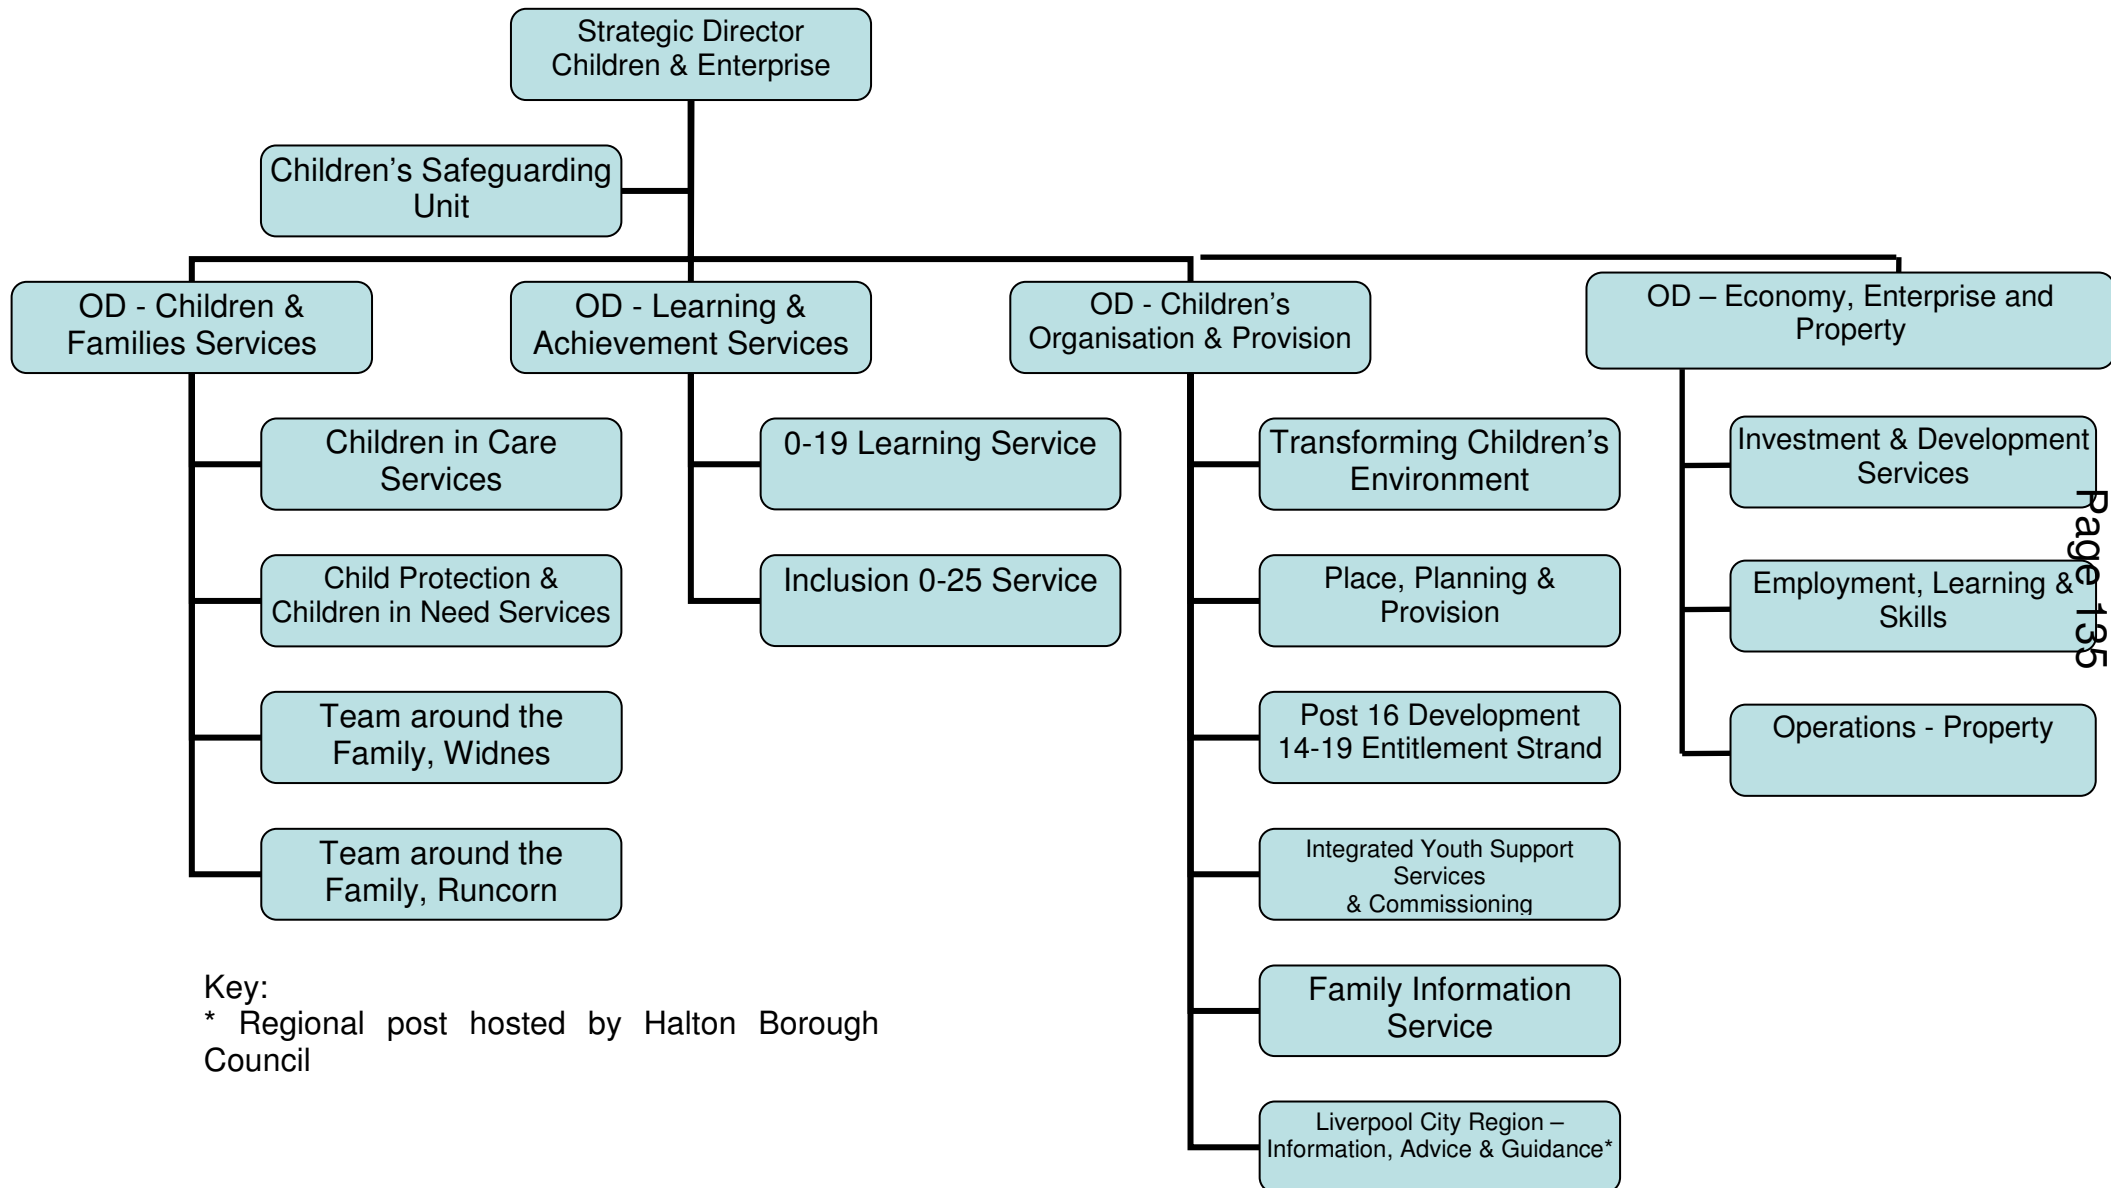 Strategic Director
Children & Enterprise
Children’s Safeguarding
Unit
OD - Children &
Families Services
OD - Learning &
Achievement Services
OD - Children’s
Organisation & Provision
OD – Economy, Enterprise and
Property
Children in Care
Services
Child Protection &
Children in Need Services
Team around the
Family, Widnes
Team around the
Family, Runcorn
0-19 Learning Service
Inclusion 0-25 Service
Transforming Children’s
Environment
Place, Planning &
Provision
Post 16 Development
14-19 Entitlement Strand
Integrated Youth Support
Services
& Commissioning
Family Information
Service
Liverpool City Region –
Information, Advice & Guidance*
Investment & Development
Services
Employment, Learning &
Skills
Operations - Property
Page 135
Key:
* Regional post hosted by Halton Borough
Council